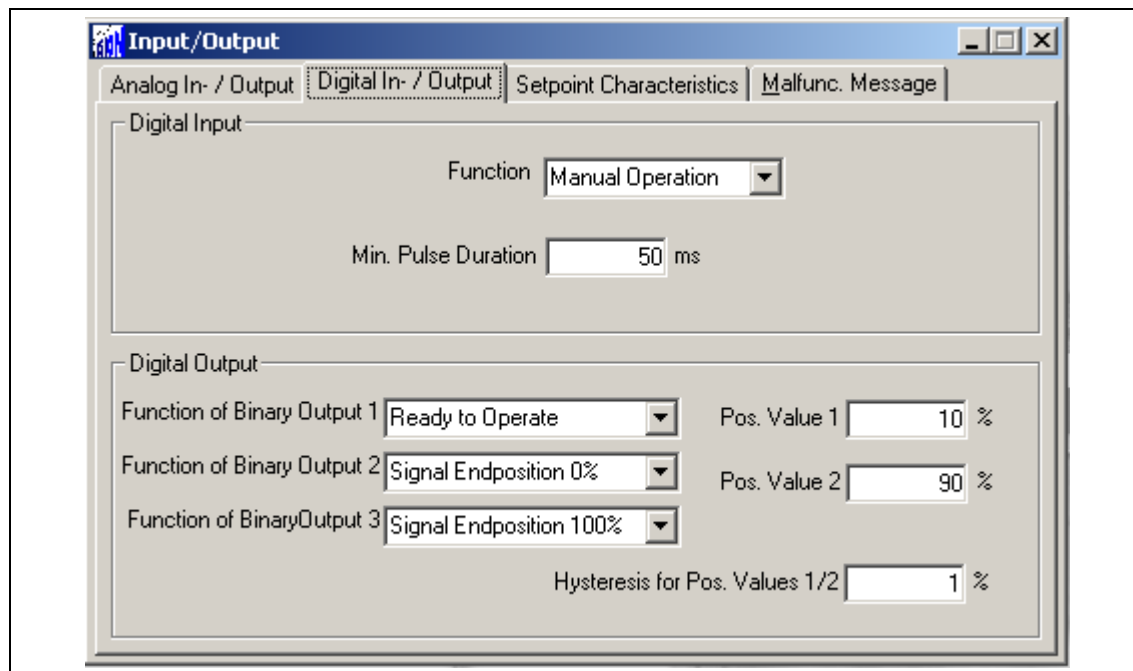 Input/Output
Analog In- / Output Digital In- / Output Setpoint Characteristics Malfunc. Message
Digital Input
Function Manual Operation
Min. Pulse Duration 50 ms
Digital Output
Function of Binary Output 1 Ready to Operate Pos. Value 1 10 %
Function of Binary Output 2 Signal Endposition 0% Pos. Value 2 90 %
Function of BinaryOutput 3 Signal Endposition 100%
Hysteresis for Pos. Values 1/2 1 %